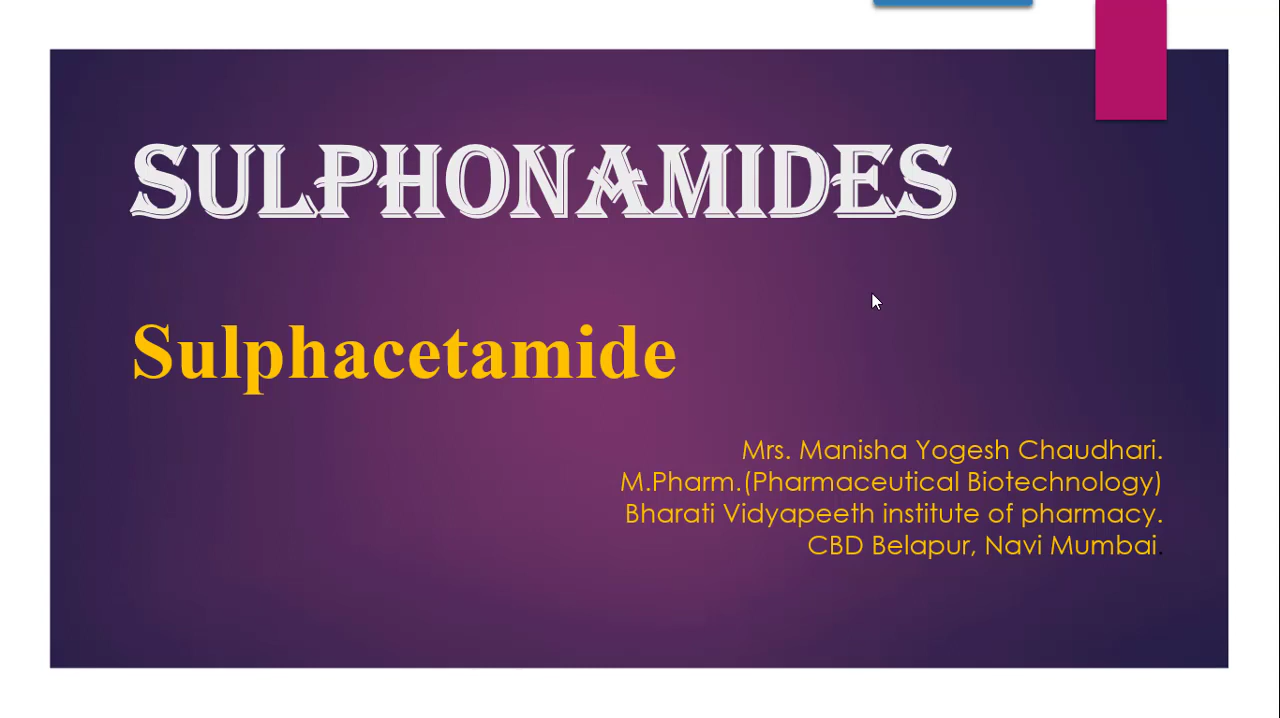 SULPHONAMIDES
Sulphacetamide
Mrs. Manisha Yogesh Chaudhari.
M.Pharm.(Pharmaceutical Biotechnology)
Bharati Vidyapeeth institute of pharmacy.
CBD Belapur, Navi Mumbai.